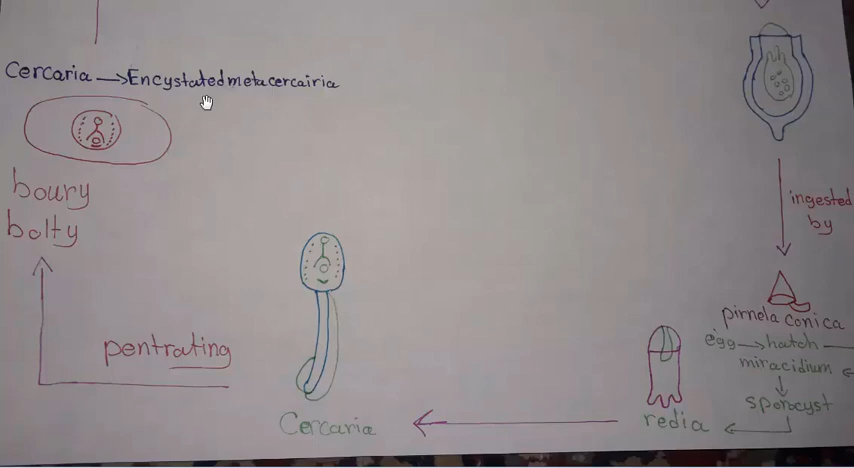 Cercaria → Encystated metacercairia
boury
bolty
pentrating
Cercaria
ingested
by
pirnela conica
egg → hatch
miracidium
sporocyst
redia